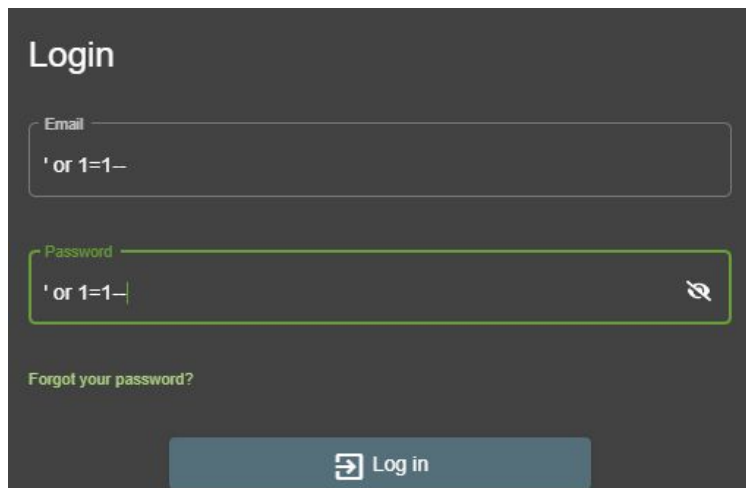 Login
Email
' or 1=1--
Password
' or 1=1--
Forgot your password?
Log in